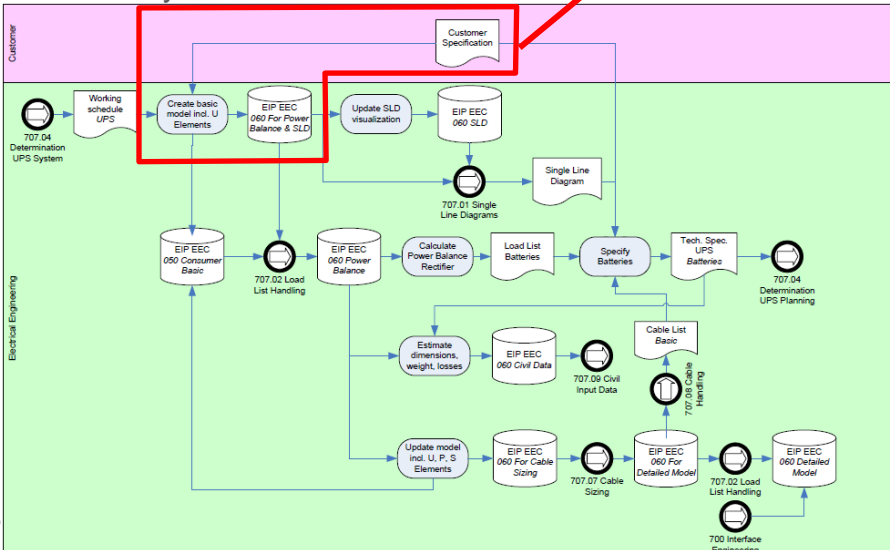 Customer
Customer
Specification
Electrical Engineering
Working
schedule
UPS
Create basic
model incl. U
Elements
EIP EEC
060 For Power
Balance & SLD
Update SLD
visualization
EIP EEC
060 SLD
707.04
Determination
UPS System
707.01 Single
Line Diagrams
Single Line
Diagram
EIP EEC
050 Consumer
Basic
707.02 Load
List Handling
EIP EEC
060 Power
Balance
Calculate
Power Balance
Rectifier
Load List
Batteries
Specify
Batteries
Tech. Spec.
UPS
Batteries
707.04
Determination
UPS Planning
Estimate
dimensions,
weight, losses
EIP EEC
060 Civil Data
707.09 Civil
Input Data
Cable List
Basic
707.08 Cable
Handling
Update model
incl. U, P, S
Elements
EIP EEC
060 For Cable
Sizing
707.07 Cable
Sizing
EIP EEC
060 For
Detailed Model
707.02 Load
List Handling
EIP EEC
060 Detailed
Model
700 Interface
Engineering